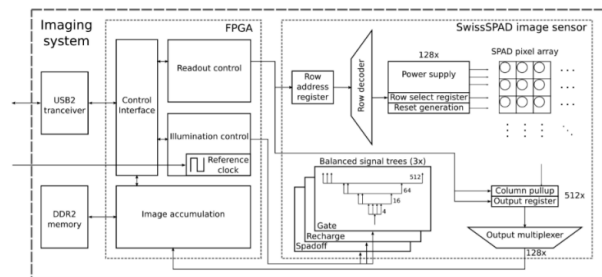 Imaging
system
FPGA
SwissSPAD image sensor
USB2
tranceiver
Control
Interface
Readout control
Illumination control
Reference
clock
DDR2
memory
Image accumulation
Row
address
register
Row decoder
128x
Power
supply
Row select register
Reset generation
SPAD pixel array
Balanced signal trees (3x)
512
64
16
4
Gate
Recharge
Spadoff
Column pullup
Output register
512x
Output multiplexer
128x